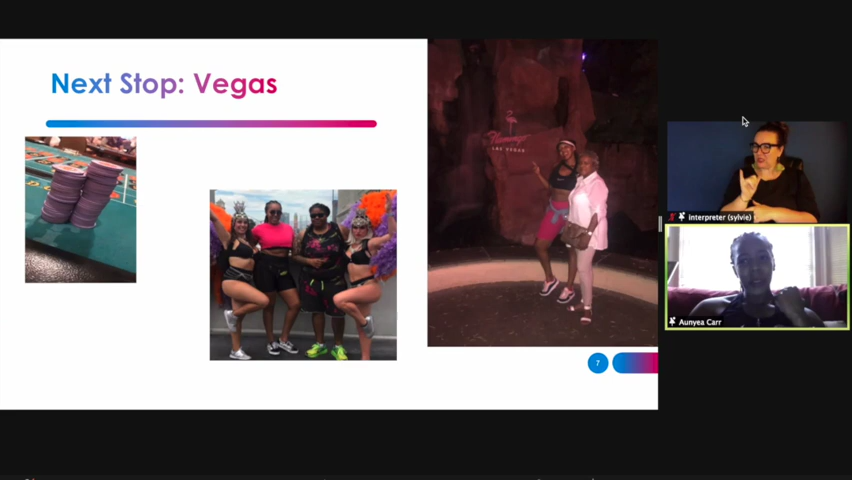 Next Stop: Vegas
Flamingo
LAS VEGAS
7
interpreter (sylvie)
Aunyea Carr